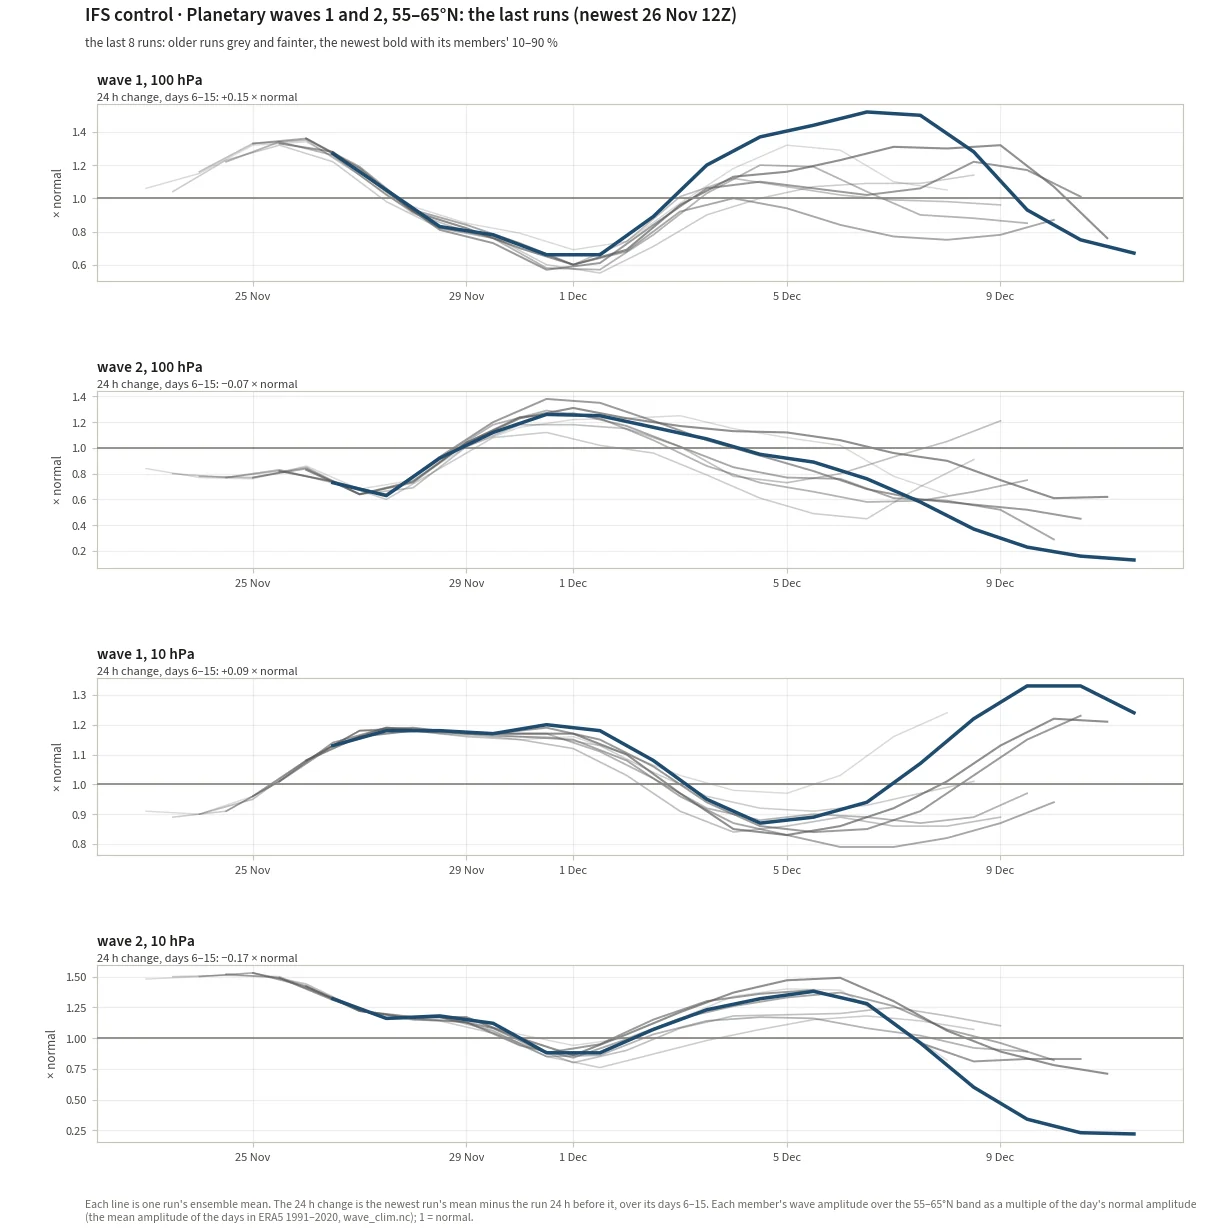 IFS control · Planetary waves 1 and 2, 55–65°N: the last runs (newest 26 Nov 12Z)
the last 8 runs: older runs grey and fainter, the newest bold with its members' 10–90 %
wave 1, 100 hPa
24 h change, days 6–15: +0.15 × normal
× normal
1.4
1.2
1.0
0.8
0.6
25 Nov 29 Nov 1 Dec 5 Dec 9 Dec
wave 2, 100 hPa
24 h change, days 6–15: −0.07 × normal
× normal
1.4
1.2
1.0
0.8
0.6
0.4
0.2
25 Nov 29 Nov 1 Dec 5 Dec 9 Dec
wave 1, 10 hPa
24 h change, days 6–15: +0.09 × normal
× normal
1.3
1.2
1.1
1.0
0.9
0.8
25 Nov 29 Nov 1 Dec 5 Dec 9 Dec
wave 2, 10 hPa
24 h change, days 6–15: −0.17 × normal
× normal
1.50
1.25
1.00
0.75
0.50
0.25
25 Nov 29 Nov 1 Dec 5 Dec 9 Dec
Each line is one run's ensemble mean. The 24 h change is the newest run's mean minus the run 24 h before it, over its days 6–15. Each member's wave amplitude over the 55–65°N band as a multiple of the day's normal amplitude
(the mean amplitude of the days in ERA5 1991–2020, wave_clim.nc); 1 = normal.